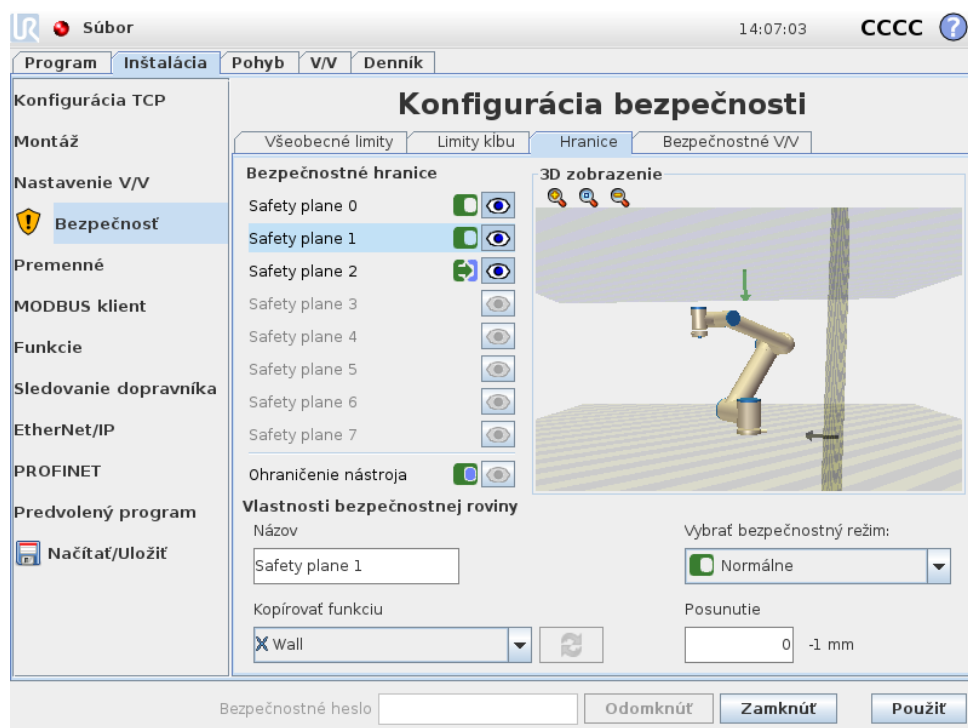 UR Súbor 14:07:03 CCCC ?
Program Inštalácia Pohyb V/V Denník
Konfigurácia TCP
Montáž
Nastavenie V/V
Bezpečnosť
Premenné
MODBUS klient
Funkcie
Sledovanie dopravníka
EtherNet/IP
PROFINET
Predvolený program
Načítať/Uložiť
Konfigurácia bezpečnosti
Všeobecné limity Limity kĺbu Hranice Bezpečnostné V/V
Bezpečnostné hranice
Safety plane 0
Safety plane 1
Safety plane 2
Safety plane 3
Safety plane 4
Safety plane 5
Safety plane 6
Safety plane 7
Ohraničenie nástroja
3D zobrazenie
Vlastnosti bezpečnostnej roviny
Názov
Safety plane 1
Vybrať bezpečnostný režim:
Normálne
Kopírovať funkciu
Wall
Posunutie
0 -1 mm
Bezpečnostné heslo Odomknúť Zamknúť Použiť